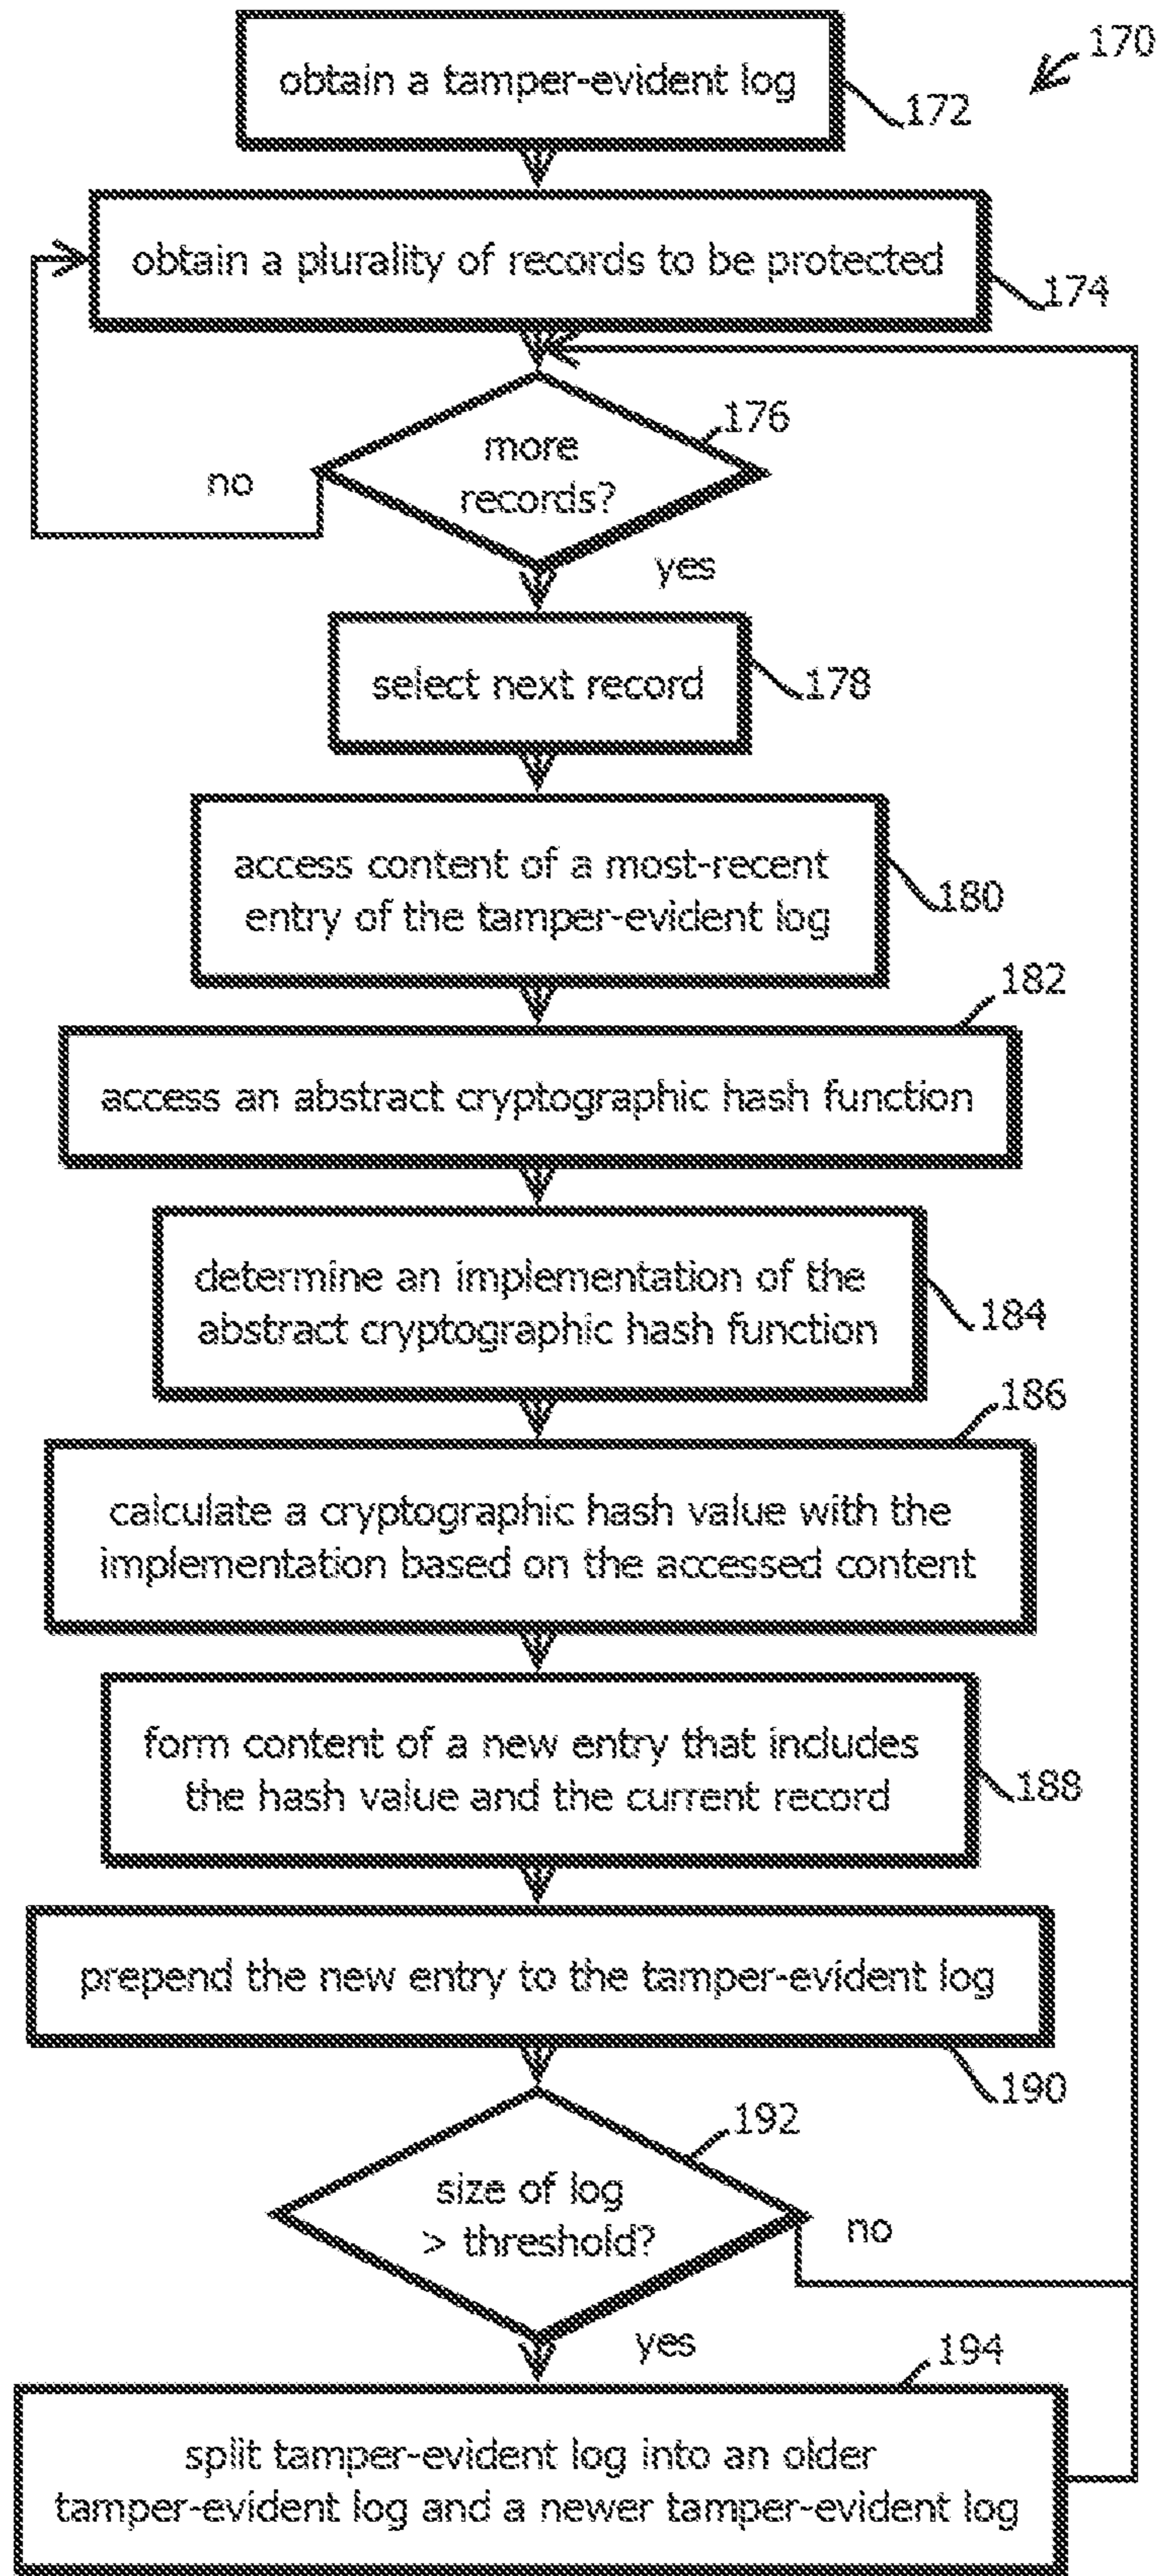 170
obtain a tamper-evident log
172
obtain a plurality of records to be protected
174
176
more
records?
no
yes
select next record
178
access content of a most-recent
entry of the tamper-evident log
180
182
access an abstract cryptographic hash function
determine an implementation of the
abstract cryptographic hash function
184
186
calculate a cryptographic hash value with the
implementation based on the accessed content
form content of a new entry that includes
the hash value and the current record
188
prepend the new entry to the tamper-evident log
190
192
size of log
> threshold?
no
yes
194
split tamper-evident log into an older
tamper-evident log and a newer tamper-evident log